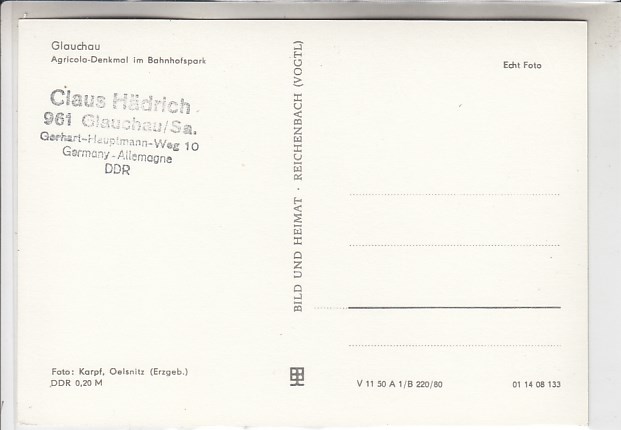 Glauchau
Agricola-Denkmal im Bahnhofspark
Echt Foto
Claus Hädrich
961 Glauchau/Sa.
Gerhart-Hauptmann-Weg 10
Germany-Allemagne
DDR
BILD UND HEIMAT · REICHENBACH (VOGTL)
Foto: Karpf, Oelsnitz (Erzgeb.)
DDR 0,20 M
V 11 50 A 1/B 220/80
01 14 08 133